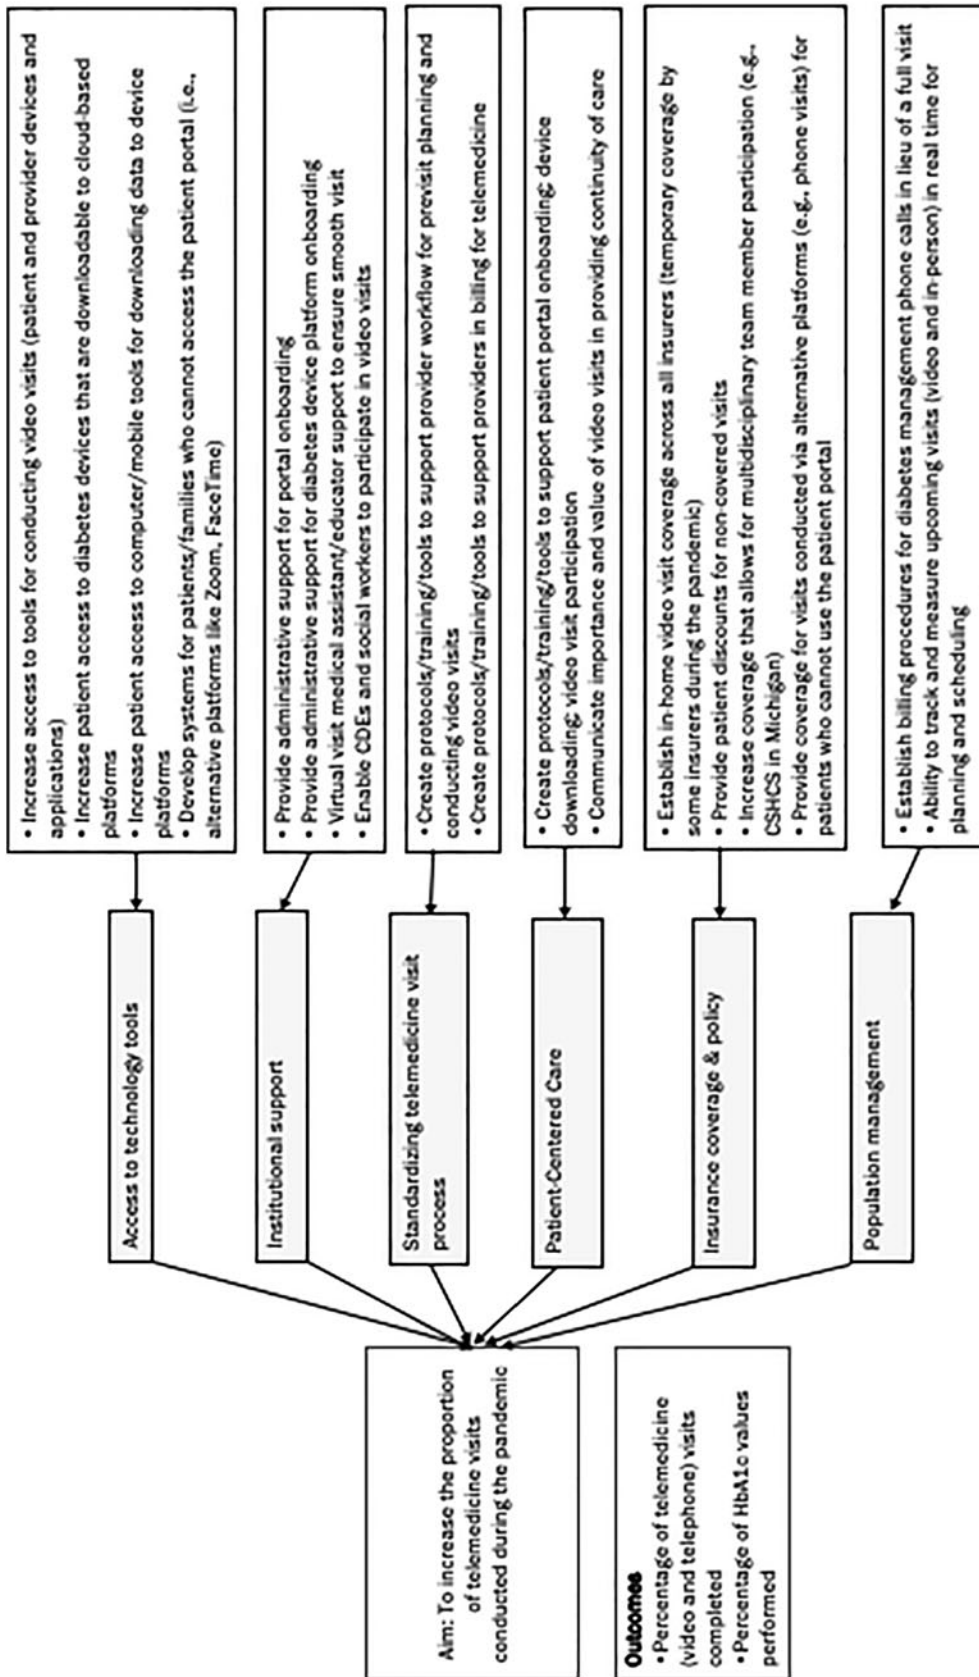 Aim: To increase the proportion
of telemedicine visits
conducted during the pandemic
Outcomes
• Percentage of telemedicine
(video and telephone) visits
completed
• Percentage of HbA1c values
performed
Access to technology tools
Institutional support
Standardizing telemedicine visit
process
Patient-Centered Care
Insurance coverage & policy
Population management
• Increase access to tools for conducting video visits (patient and provider devices and
applications)
• Increase patient access to diabetes devices that are downloadable to cloud-based
platforms
• Increase patient access to computer/mobile tools for downloading data to device
platforms
• Develop systems for patients/families who cannot access the patient portal (i.e.,
alternative platforms like Zoom, FaceTime)
• Provide administrative support for portal onboarding
• Provide administrative support for diabetes device platform onboarding
• Virtual visit medical assistant/educator support to ensure smooth visit
• Enable CDEs and social workers to participate in video visits
• Create protocols/training/tools to support provider workflow for previsit planning and
conducting video visits
• Create protocols/training/tools to support providers in billing for telemedicine
• Create protocols/training/tools to support patient portal onboarding; device
downloading; video visit participation
• Communicate importance and value of video visits in providing continuity of care
• Establish in-home video visit coverage across all insurers (temporary coverage by
some insurers during the pandemic)
• Provide patient discounts for non-covered visits
• Increase coverage that allows for multidisciplinary team member participation (e.g.,
CSHCS in Michigan)
• Provide coverage for visits conducted via alternative platforms (e.g., phone visits) for
patients who cannot use the patient portal
• Establish billing procedures for diabetes management phone calls in lieu of a full visit
• Ability to track and measure upcoming visits (video and in-person) in real time for
planning and scheduling